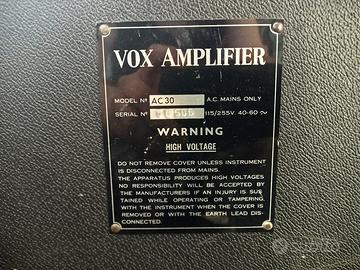 VOX AMPLIFIER
MODEL Nº AC30 A.C. MAINS ONLY
SERIAL Nº 115/255V. 40-60 ~
WARNING
HIGH VOLTAGE
DO NOT REMOVE COVER UNLESS INSTRUMENT
IS DISCONNECTED FROM MAINS.
THE APPARATUS PRODUCES HIGH VOLTAGES
NO RESPONSIBILITY WILL BE ACCEPTED BY
THE MANUFACTURERS IF AN INJURY IS SUS
TAINED WHILE OPERATING OR TAMPERING,
WITH THE INSTRUMENT WHEN THE COVER IS
REMOVED OR WITH THE EARTH LEAD DIS-
CONNECTED.